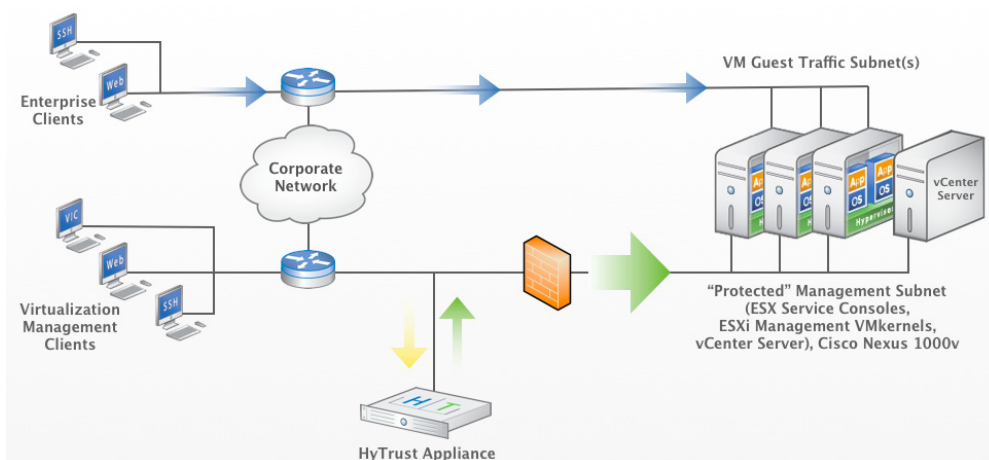 SSH
Web
Enterprise
Clients
VM Guest Traffic Subnet(s)
Corporate
Network
App
OS
App
OS
App
OS
App
OS
Hypervisor
vCenter
Server
VIC
Web
SSH
Virtualization
Management
Clients
"Protected" Management Subnet
(ESX Service Consoles,
ESXi Management VMkernels,
vCenter Server), Cisco Nexus 1000v
H T
HyTrust Appliance